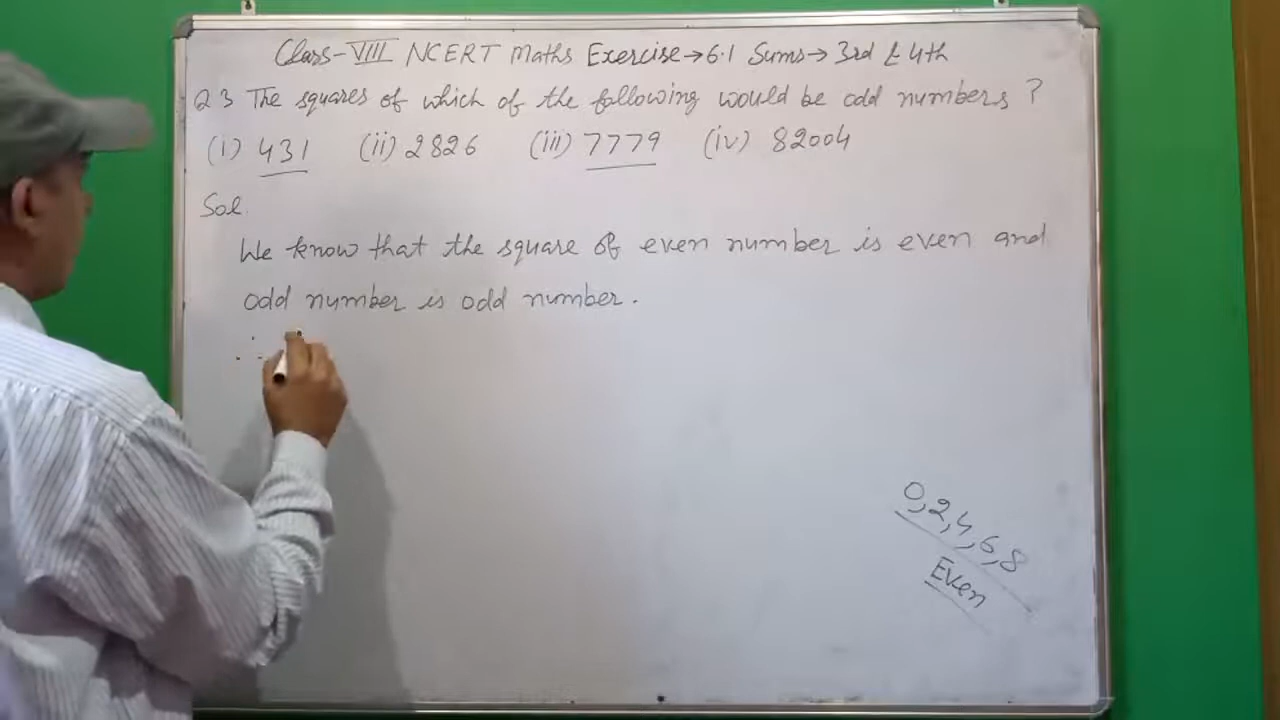 Class-VIII NCERT Maths Exercise→6.1 Sums→3rd & 4th
Q3 The squares of which of the following would be odd numbers?
(i) 431 (ii) 2826 (iii) 7779 (iv) 82004
Sol.
We know that the square of even number is even and
odd number is odd number.
∴
0,2,4,6,8
Even